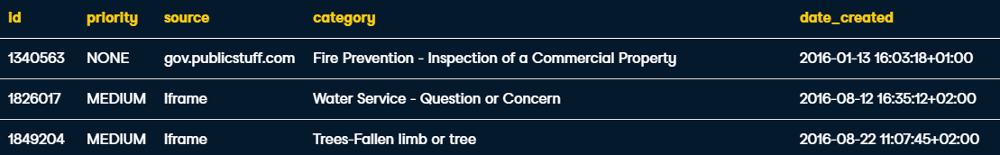 id priority source category date_created
1340563 NONE gov.publicstuff.com Fire Prevention - Inspection of a Commercial Property 2016-01-13 16:03:18+01:00
1826017 MEDIUM Iframe Water Service - Question or Concern 2016-08-12 16:35:12+02:00
1849204 MEDIUM Iframe Trees-Fallen limb or tree 2016-08-22 11:07:45+02:00